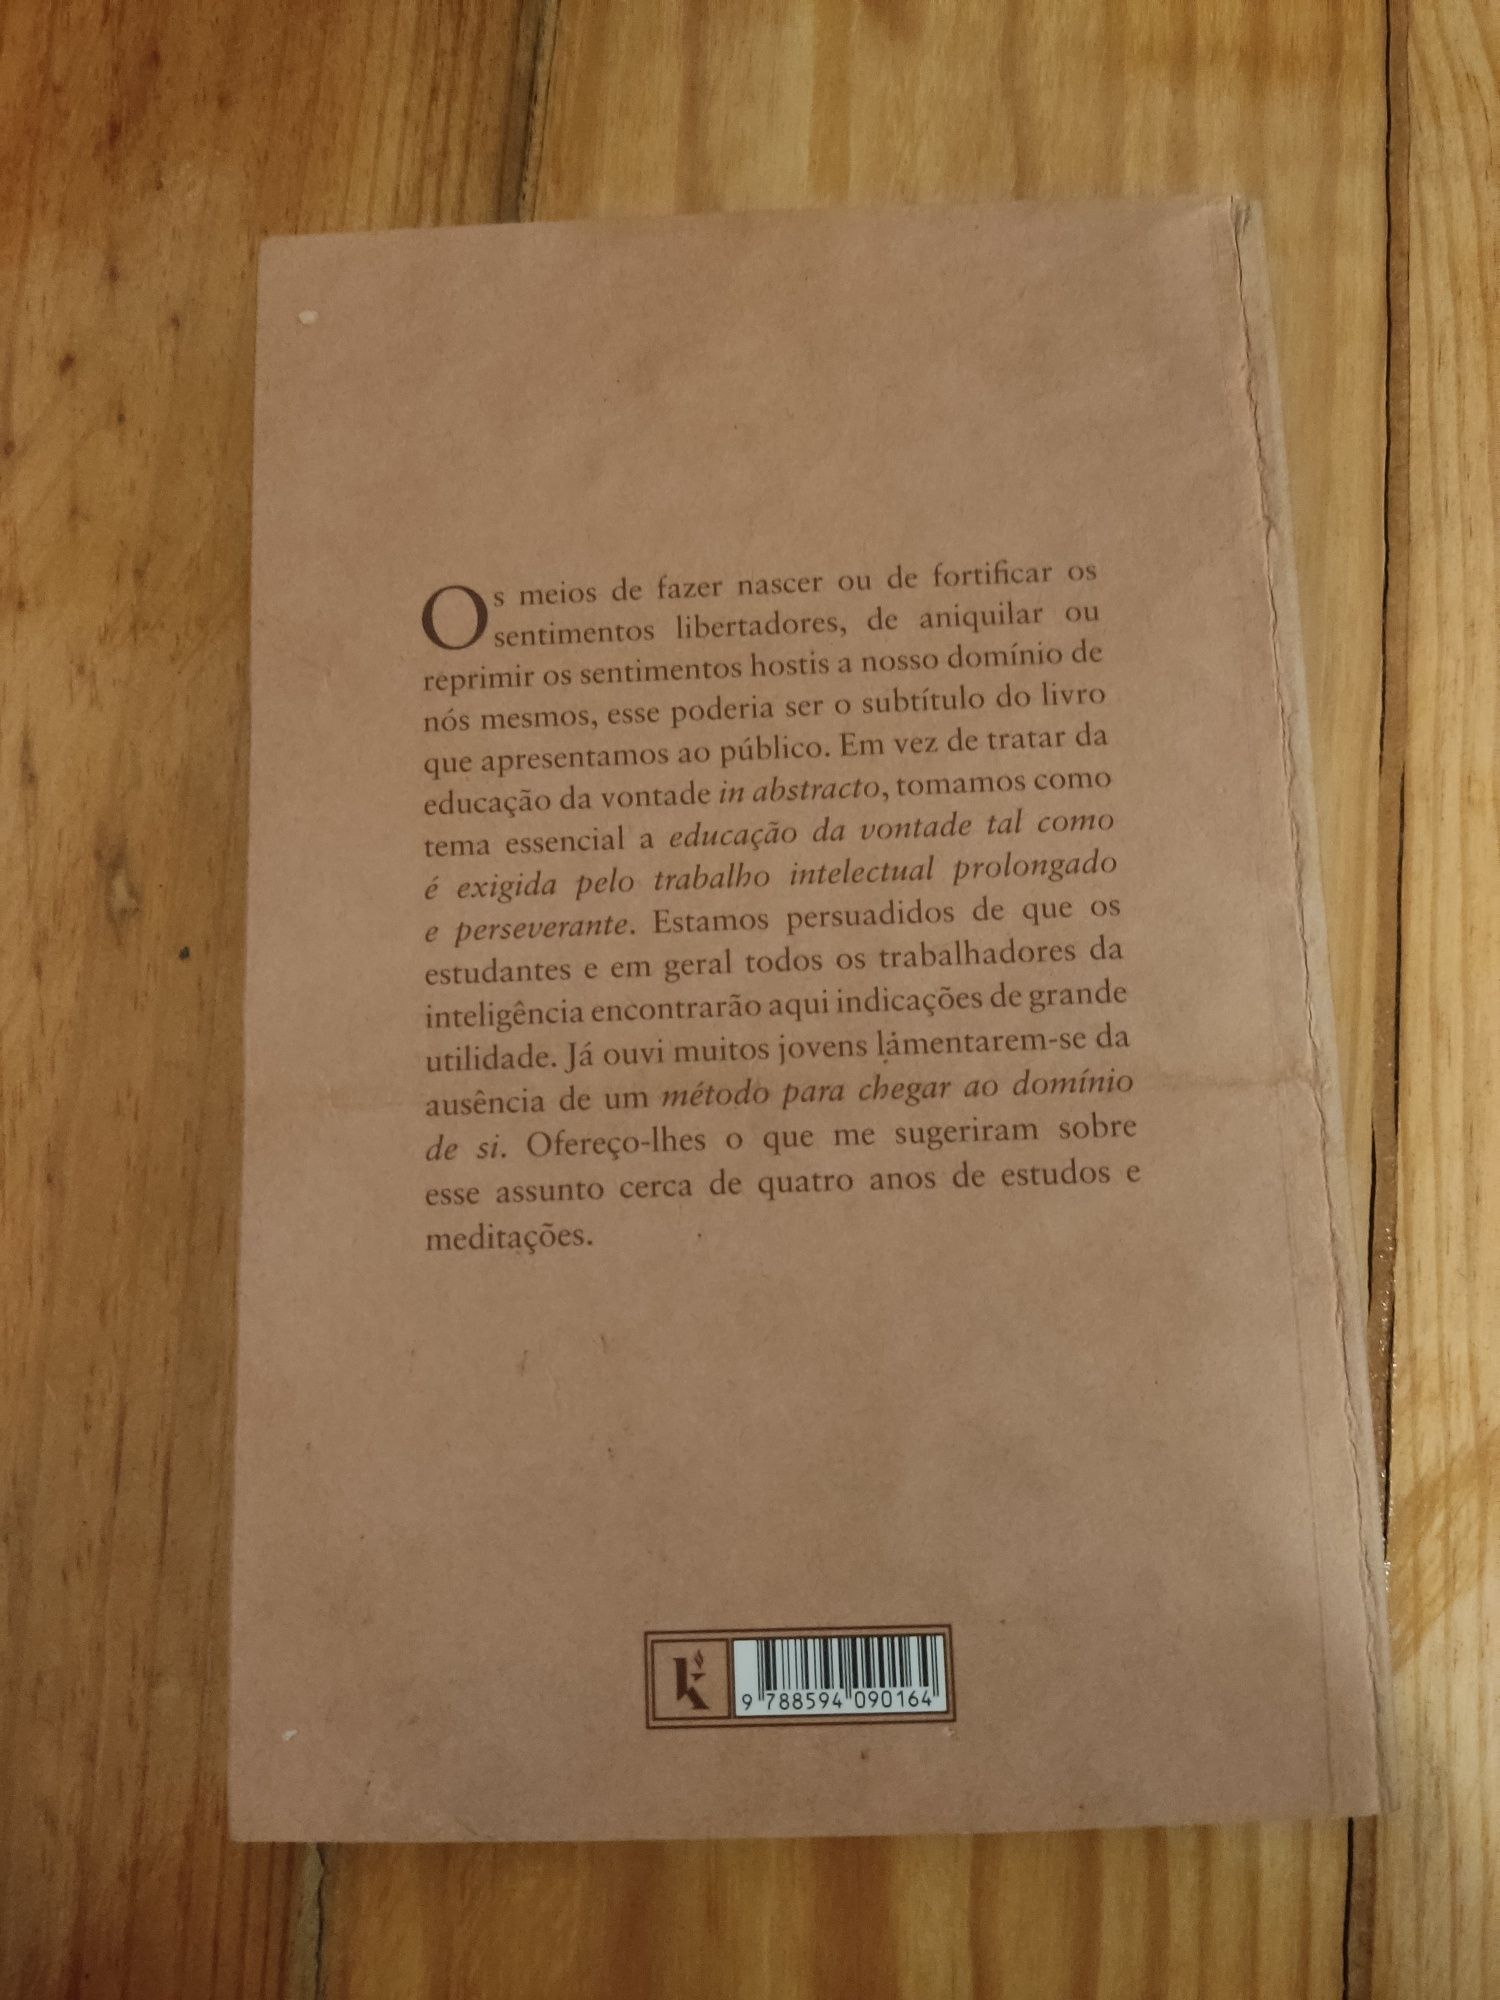 Os meios de fazer nascer ou de fortificar os
sentimentos libertadores, de aniquilar ou
reprimir os sentimentos hostis a nosso domínio de
nós mesmos, esse poderia ser o subtítulo do livro
que apresentamos ao público. Em vez de tratar da
educação da vontade in abstracto, tomamos como
tema essencial a educação da vontade tal como
é exigida pelo trabalho intelectual prolongado
e perseverante. Estamos persuadidos de que os
estudantes e em geral todos os trabalhadores da
inteligência encontrarão aqui indicações de grande
utilidade. Já ouvi muitos jovens lamentarem-se da
ausência de um método para chegar ao domínio
de si. Ofereço-lhes o que me sugeriram sobre
esse assunto cerca de quatro anos de estudos e
meditações.
k
9 788594 090164